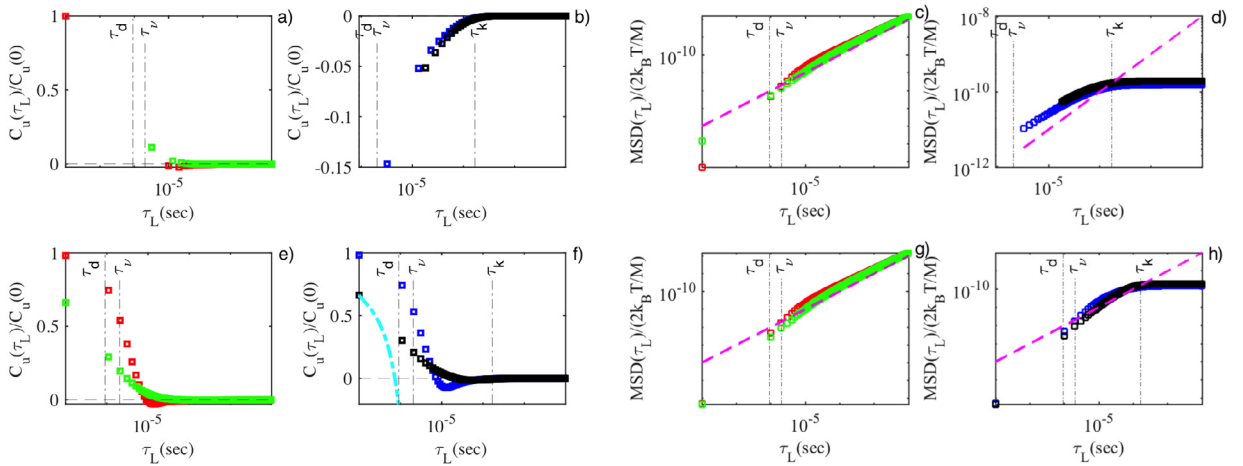 a)
C_u(τ_L)/C_u(0)
1
0.5
0
τ_d
τ_ν
10^-5
τ_L(sec)
b)
C_u(τ_L)/C_u(0)
0
-0.05
-0.1
-0.15
τ_d
τ_ν
τ_k
10^-5
τ_L(sec)
c)
MSD(τ_L)/(2k_BT/M)
10^-10
τ_d
τ_ν
10^-5
τ_L(sec)
d)
MSD(τ_L)/(2k_BT/M)
10^-8
10^-10
10^-12
τ_d
τ_ν
τ_k
10^-5
τ_L(sec)
e)
C_u(τ_L)/C_u(0)
1
0.5
0
τ_d
τ_ν
10^-5
τ_L(sec)
f)
C_u(τ_L)/C_u(0)
1
0.5
0
τ_d
τ_ν
τ_k
10^-5
τ_L(sec)
g)
MSD(τ_L)/(2k_BT/M)
10^-10
τ_d
τ_ν
10^-5
τ_L(sec)
h)
MSD(τ_L)/(2k_BT/M)
10^-10
τ_d
τ_ν
τ_k
10^-5
τ_L(sec)